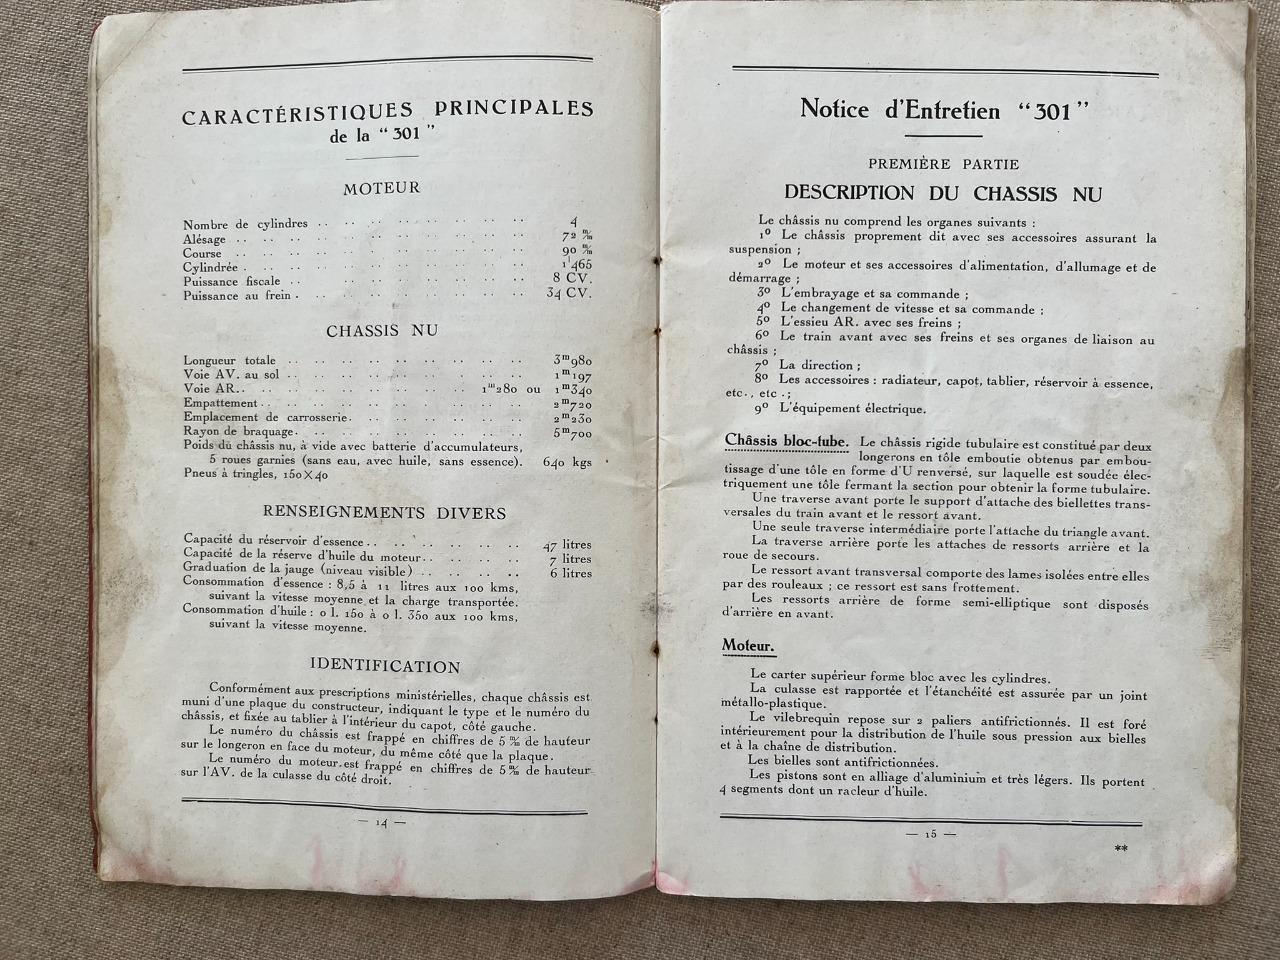 CARACTÉRISTIQUES PRINCIPALES
de la “ 301 ”
MOTEUR
Nombre de cylindres .. .. .. .. .. .. .. .. 4
Alésage .. .. .. .. .. .. .. .. .. .. .. 72 m/m
Course .. .. .. .. .. .. .. .. .. .. .. 90 m/m
Cylindrée . .. .. .. .. .. .. .. .. .. .. 1 l 465
Puissance fiscale .. .. .. .. .. .. .. .. 8 CV.
Puissance au frein . .. .. .. .. .. .. .. .. 34 CV.
CHASSIS NU
Longueur totale .. .. .. .. .. .. .. .. .. 3m980
Voie AV. au sol .. .. .. .. .. .. .. .. .. 1m197
Voie AR.. .. .. .. .. .. .. .. .. 1m280 ou 1m340
Empattement .. .. .. .. .. .. .. .. .. .. 2m720
Emplacement de carrosserie. .. .. .. .. .. .. 2m230
Rayon de braquage. .. .. .. .. .. .. .. .. 5m700
Poids du châssis nu, à vide avec batterie d'accumulateurs,
5 roues garnies (sans eau, avec huile, sans essence). 640 kgs
Pneus à tringles, 150×40
RENSEIGNEMENTS DIVERS
Capacité du réservoir d'essence .. .. .. .. .. .. 47 litres
Capacité de la réserve d'huile du moteur.. .. .. .. 7 litres
Graduation de la jauge (niveau visible) .. .. .. .. 6 litres
Consommation d'essence : 8,5 à 11 litres aux 100 kms,
suivant la vitesse moyenne et la charge transportée.
Consommation d'huile : 0 l. 150 à 0 l. 350 aux 100 kms,
suivant la vitesse moyenne.
IDENTIFICATION
Conformément aux prescriptions ministérielles, chaque châssis est
muni d'une plaque du constructeur, indiquant le type et le numéro du
châssis, et fixée au tablier à l'intérieur du capot, côté gauche.
Le numéro du châssis est frappé en chiffres de 5 m/m de hauteur
sur le longeron en face du moteur, du même côté que la plaque.
Le numéro du moteur est frappé en chiffres de 5 m/m de hauteur
sur l'AV. de la culasse du côté droit.
— 14 —
Notice d'Entretien “301”
PREMIÈRE PARTIE
DESCRIPTION DU CHASSIS NU
Le châssis nu comprend les organes suivants :
1º Le châssis proprement dit avec ses accessoires assurant la
suspension ;
2º Le moteur et ses accessoires d'alimentation, d'allumage et de
démarrage ;
3º L'embrayage et sa commande ;
4º Le changement de vitesse et sa commande ;
5º L'essieu AR. avec ses freins ;
6º Le train avant avec ses freins et ses organes de liaison au
châssis ;
7º La direction ;
8º Les accessoires : radiateur, capot, tablier, réservoir à essence,
etc., etc.;
9º L'équipement électrique.
Châssis bloc-tube. Le châssis rigide tubulaire est constitué par deux
longerons en tôle emboutie obtenus par embou-
tissage d'une tôle en forme d'U renversé, sur laquelle est soudée élec-
triquement une tôle fermant la section pour obtenir la forme tubulaire.
Une traverse avant porte le support d'attache des biellettes trans-
versales du train avant et le ressort avant.
Une seule traverse intermédiaire porte l'attache du triangle avant.
La traverse arrière porte les attaches de ressorts arrière et la
roue de secours.
Le ressort avant transversal comporte des lames isolées entre elles
par des rouleaux ; ce ressort est sans frottement.
Les ressorts arrière de forme semi-elliptique sont disposés
d'arrière en avant.
Moteur.
Le carter supérieur forme bloc avec les cylindres.
La culasse est rapportée et l'étanchéité est assurée par un joint
métallo-plastique.
Le vilebrequin repose sur 2 paliers antifrictionnés. Il est foré
intérieurement pour la distribution de l'huile sous pression aux bielles
et à la chaîne de distribution.
Les bielles sont antifrictionnées.
Les pistons sont en alliage d'aluminium et très légers. Ils portent
4 segments dont un racleur d'huile.
— 15 —
**